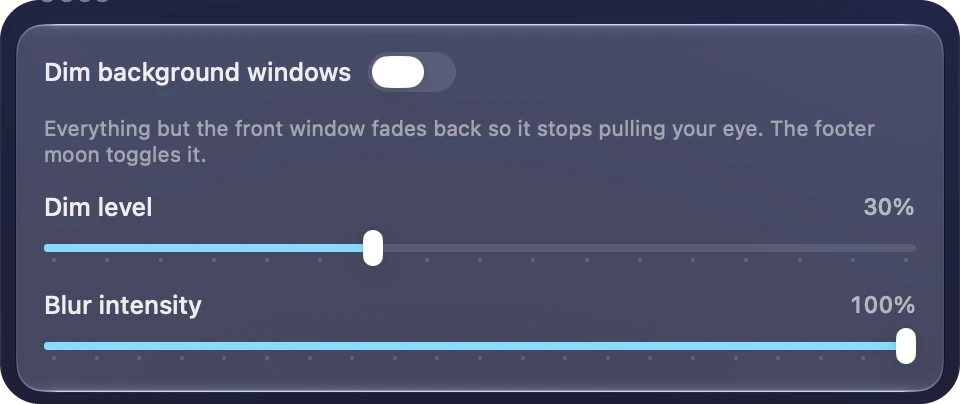 Dim background windows
Everything but the front window fades back so it stops pulling your eye. The footer
moon toggles it.
Dim level
30%
Blur intensity
100%